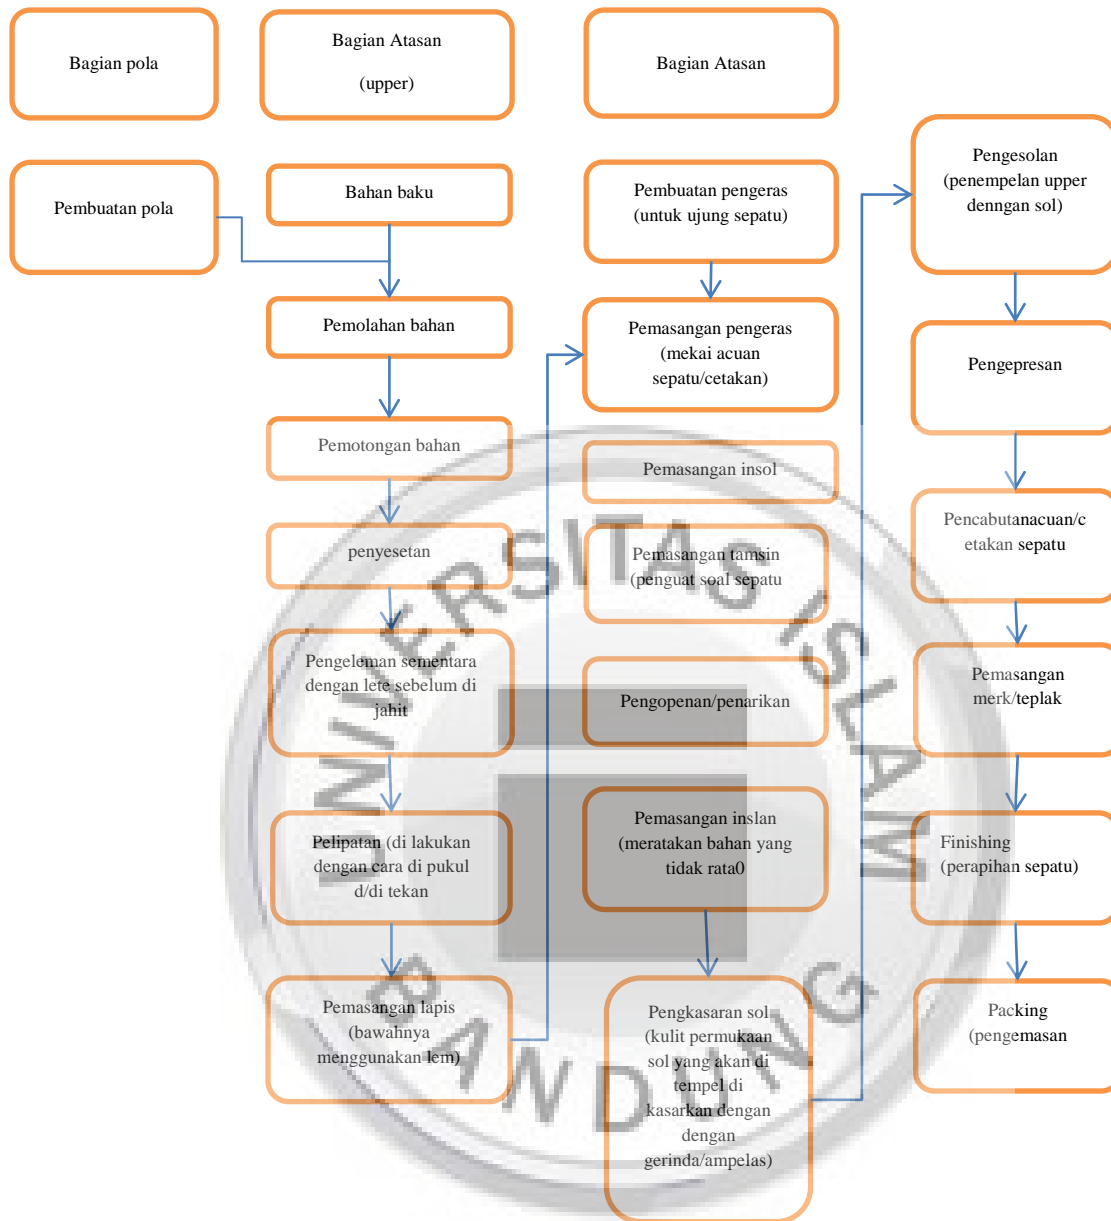 Bagian pola
Bagian Atasan
(upper)
Bagian Atasan
Pembuatan pola
Bahan baku
Pemolahan bahan
Pemotongan bahan
penyesetan
Pengeleman sementara
dengan lete sebelum di
jahit
Pelipatan (di lakukan
dengan cara di pukul
d/di tekan
Pemasangan lapis
(bawahnya
menggunakan lem)
Pembuatan pengeras
(untuk ujung sepatu)
Pemasangan pengeras
(mekai acuan
sepatu/cetakan)
Pemasangan insol
Pemasangan tamsin
(penguat soal sepatu
Pengopenan/penarikan
Pemasangan inslan
(meratakan bahan yang
tidak rata0
Pengkasaran sol
(kulit permukaan
sol yang akan di
tempel di
kasarkan dengan
dengan
gerinda/ampelas)
Pengesolan
(penempelan upper
denngan sol)
Pengepresan
Pencabutanacuan/c
etakan sepatu
Pemasangan
merk/teplak
Finishing
(perapihan sepatu)
Packing
(pengemasan
UNIVERSITAS ISLAM
BANDUNG